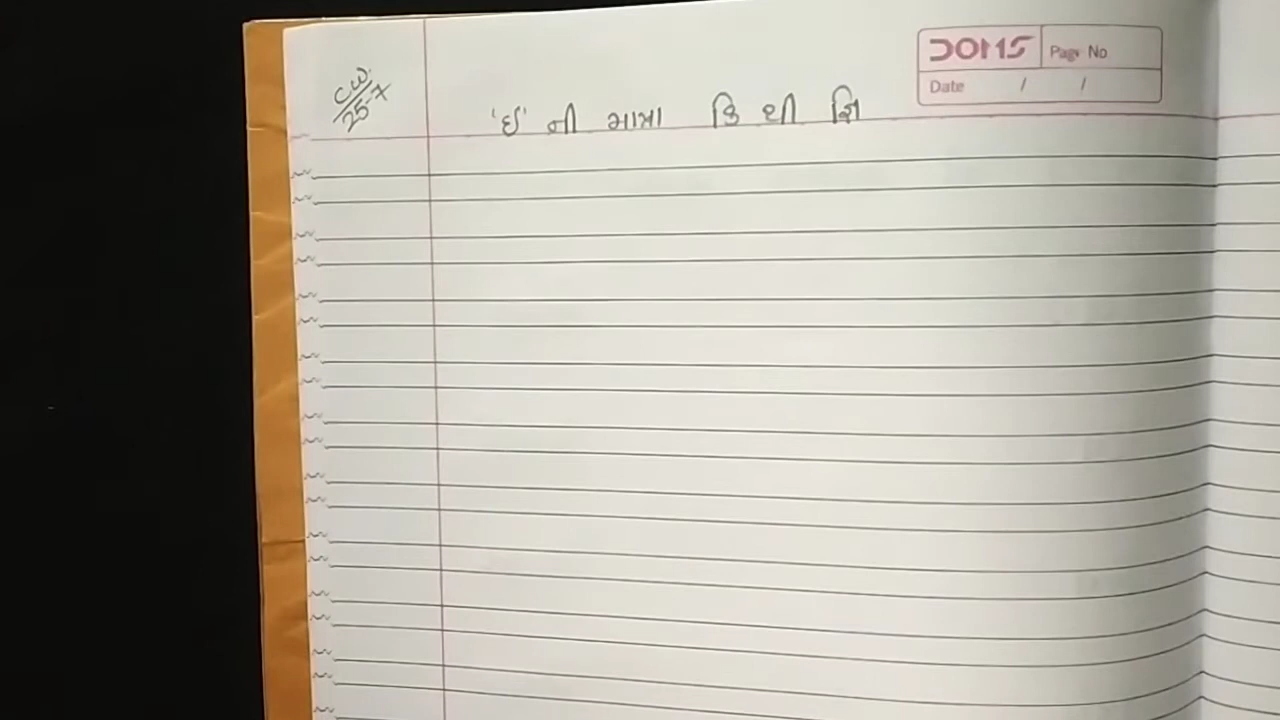 C.W.
25-7
'ઇ' ની માત્રા કિ થી જ્ઞિ
DOMS
Page No
Date / /